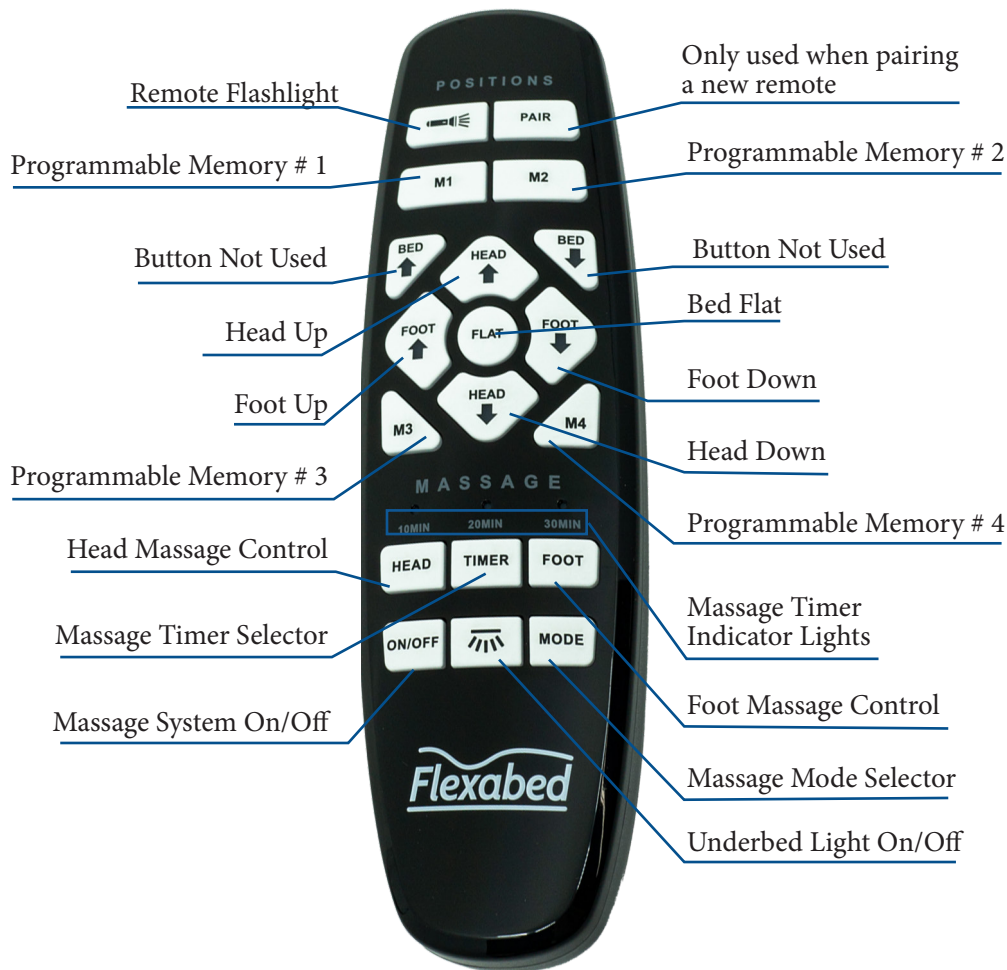 POSITIONS
Only used when pairing
a new remote
Remote Flashlight
PAIR
Programmable Memory # 1
M1
M2
Programmable Memory # 2
BED
HEAD
BED
Button Not Used
Button Not Used
Head Up
FOOT
FLAT
FOOT
Bed Flat
Foot Up
HEAD
Foot Down
M3
M4
Head Down
Programmable Memory # 3
MASSAGE
10MIN
20MIN
30MIN
Programmable Memory # 4
Head Massage Control
HEAD
TIMER
FOOT
Massage Timer
Indicator Lights
Massage Timer Selector
ON/OFF
MODE
Massage System On/Off
Foot Massage Control
Flexabed
Massage Mode Selector
Underbed Light On/Off